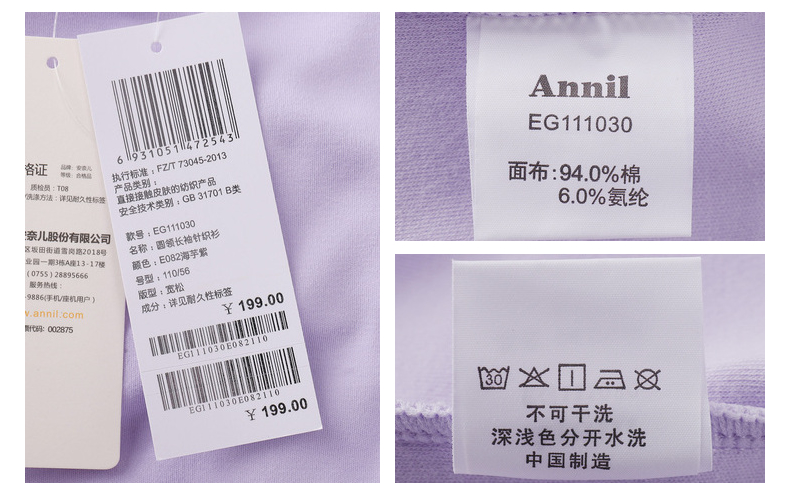 格证
品牌：安奈儿
等级：合格品
质检员：T08
洗涤方法：详见耐久性标签
奈儿股份有限公司
区坂田街道雪岗路2018号
业园一期3栋A座13-17楼
(0755) 28895666
服务热线：
-9886(手机/座机用户)
.annil.com
代码：002875
6 931051 472543
执行标准：FZ/T 73045-2013
产品类别：
直接接触皮肤的纺织产品
安全技术类别：GB 31701 B类
款号：EG111030
名称：圆领长袖针织衫
颜色：E082海芋紫
号型：110/56
版型：宽松
成分：详见耐久性标签
¥ 199.00
EG111030E082110
EG111030E082110
¥ 199.00
Annil
EG111030
面布：94.0%棉
6.0%氨纶
30
不可干洗
深浅色分开水洗
中国制造